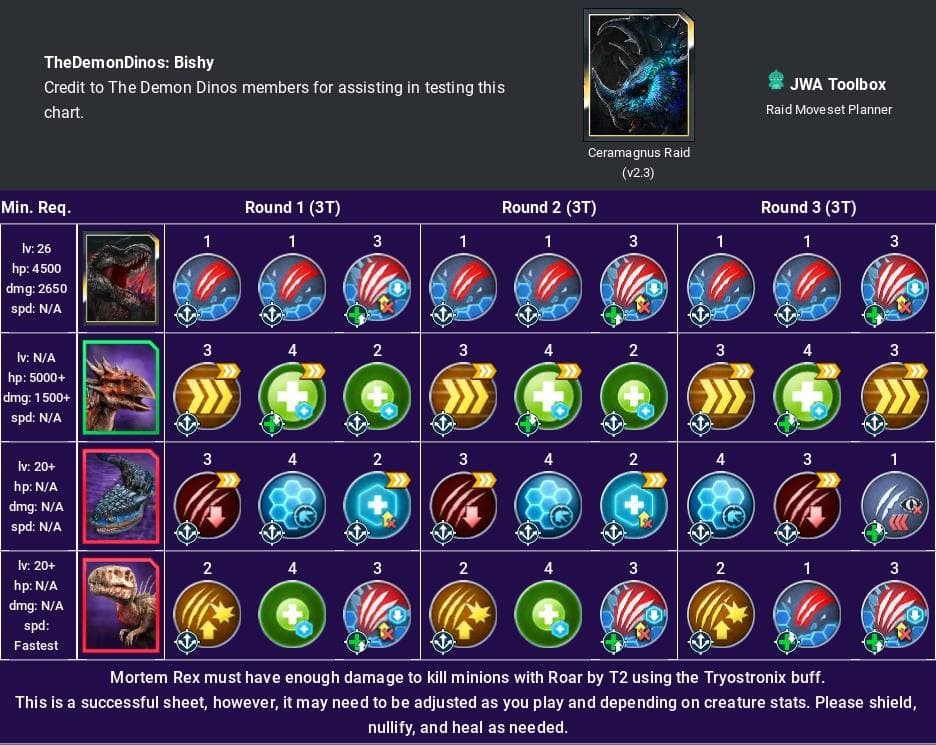 TheDemonDinos: Bishy
Credit to The Demon Dinos members for assisting in testing this
chart.
Ceramagnus Raid
(v2.3)
JWA Toolbox
Raid Moveset Planner
Min. Req.
Round 1 (3T)
Round 2 (3T)
Round 3 (3T)
lv: 26
hp: 4500
dmg: 2650
spd: N/A
1 1 3 1 1 3 1 1 3
lv: N/A
hp: 5000+
dmg: 1500+
spd: N/A
3 4 2 3 4 2 3 4 3
lv: 20+
hp: N/A
dmg: N/A
spd: N/A
3 4 2 3 4 2 4 3 1
lv: 20+
hp: N/A
dmg: N/A
spd:
Fastest
2 4 3 2 4 3 2 1 3
Mortem Rex must have enough damage to kill minions with Roar by T2 using the Tryostronix buff.
This is a successful sheet, however, it may need to be adjusted as you play and depending on creature stats. Please shield,
nullify, and heal as needed.